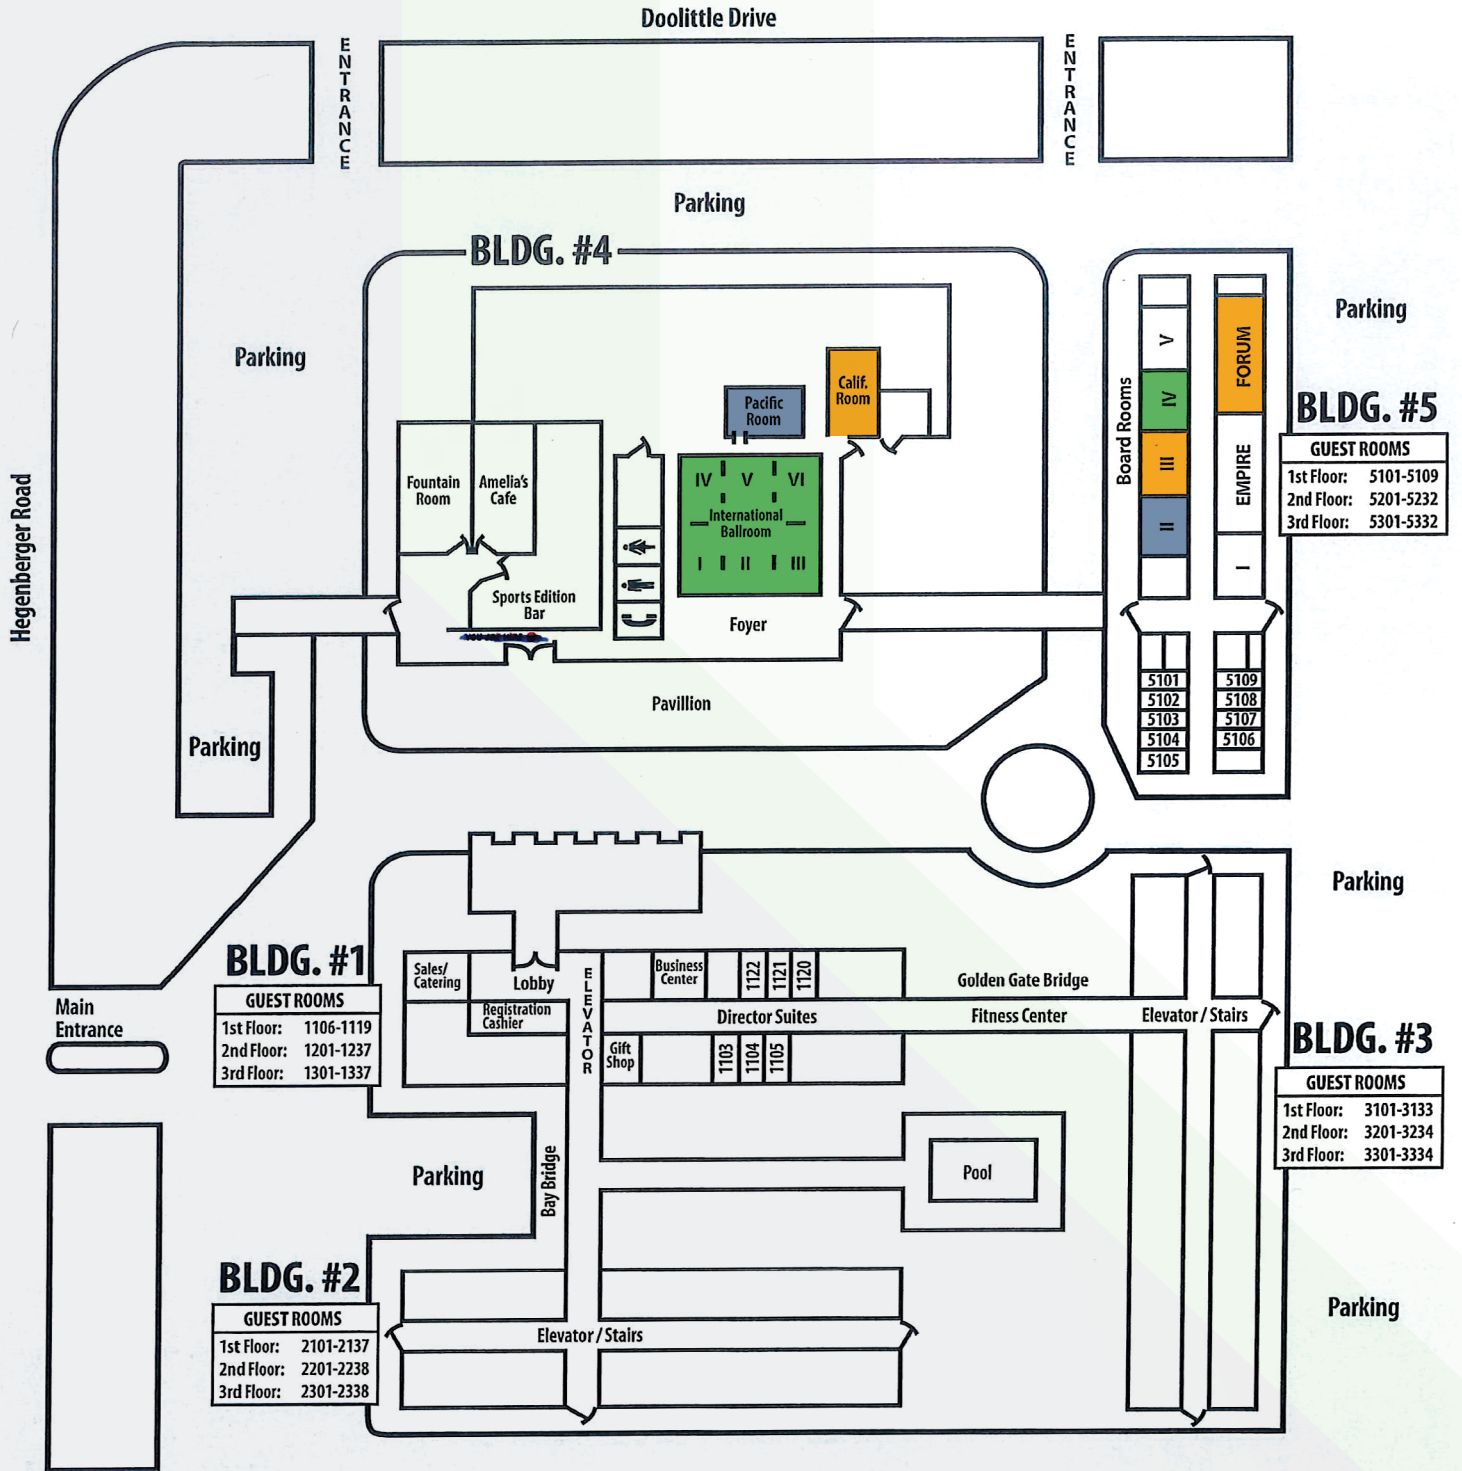 Doolittle Drive
ENTRANCE
ENTRANCE
Parking
BLDG. #4
Parking
Parking
Hegenberger Road
Calif.
Room
Pacific
Room
Fountain
Room
Amelia's
Cafe
IV V VI
International
Ballroom
I II III
Sports Edition
Bar
Foyer
Pavillion
Parking
Board Rooms
V
IV
III
II
FORUM
EMPIRE
I
BLDG. #5
GUEST ROOMS
1st Floor: 5101-5109
2nd Floor: 5201-5232
3rd Floor: 5301-5332
5101
5102
5103
5104
5105
5109
5108
5107
5106
Parking
BLDG. #1
GUEST ROOMS
1st Floor: 1106-1119
2nd Floor: 1201-1237
3rd Floor: 1301-1337
Main
Entrance
Sales/
Catering
Lobby
Registration
Cashier
ELEVATOR
Business
Center
1122
1121
1120
Director Suites
Gift
Shop
1103
1104
1105
Golden Gate Bridge
Fitness Center
Elevator / Stairs
BLDG. #3
GUEST ROOMS
1st Floor: 3101-3133
2nd Floor: 3201-3234
3rd Floor: 3301-3334
Parking
Bay Bridge
Pool
BLDG. #2
GUEST ROOMS
1st Floor: 2101-2137
2nd Floor: 2201-2238
3rd Floor: 2301-2338
Elevator / Stairs
Parking